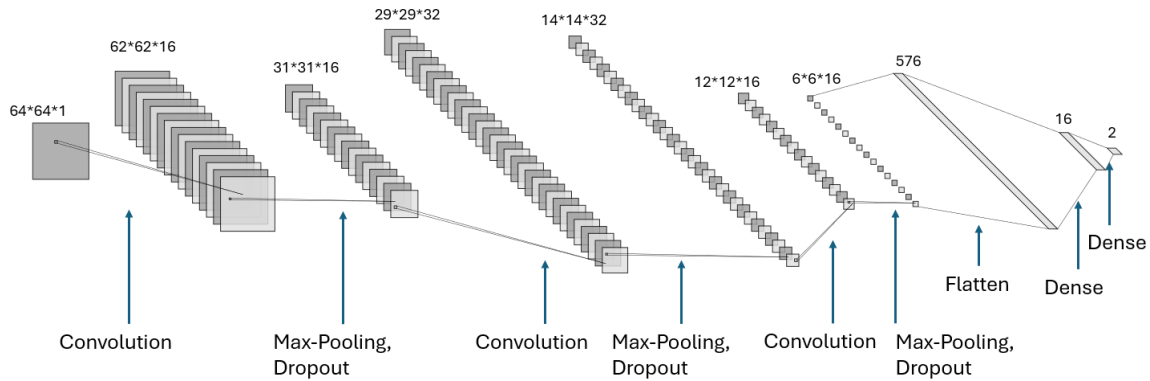 64*64*1
62*62*16
31*31*16
29*29*32
14*14*32
12*12*16
6*6*16
576
16
2
Convolution
Max-Pooling,
Dropout
Convolution
Max-Pooling,
Dropout
Convolution
Max-Pooling,
Dropout
Flatten
Dense
Dense